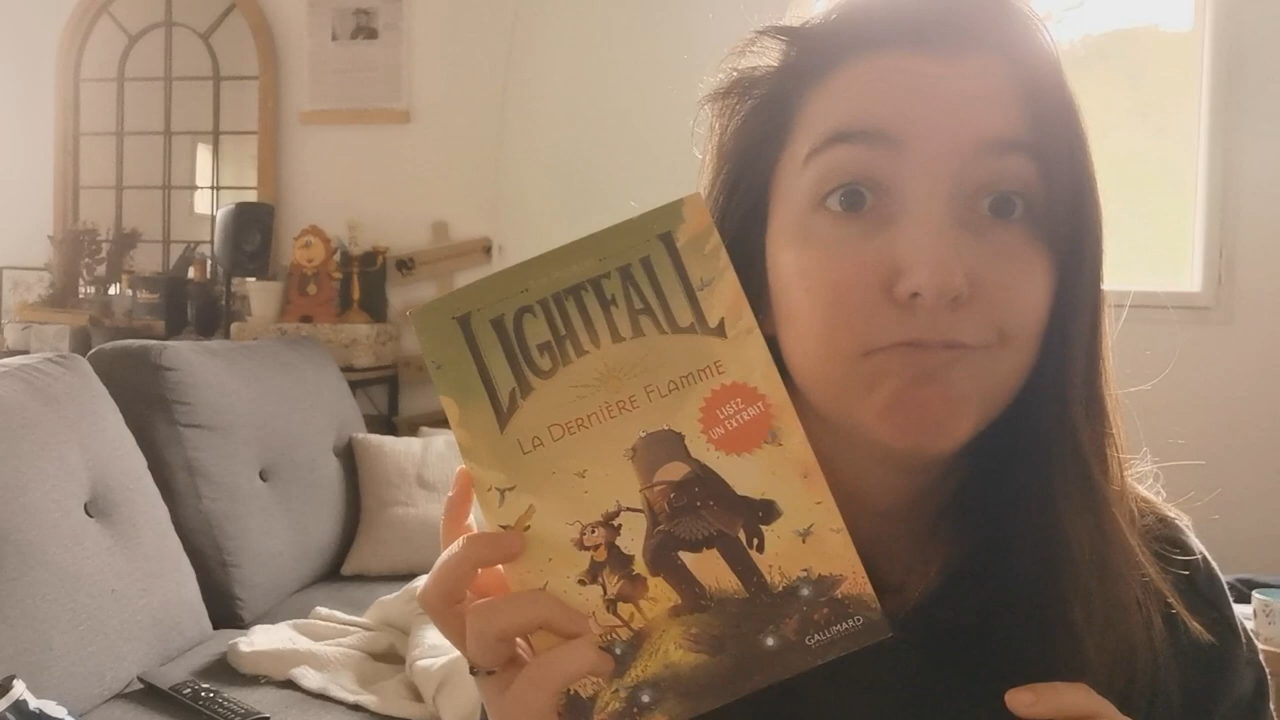 LIGHTFALL
LA DERNIÈRE FLAMME
LISEZ
UN EXTRAIT
GALLIMARD